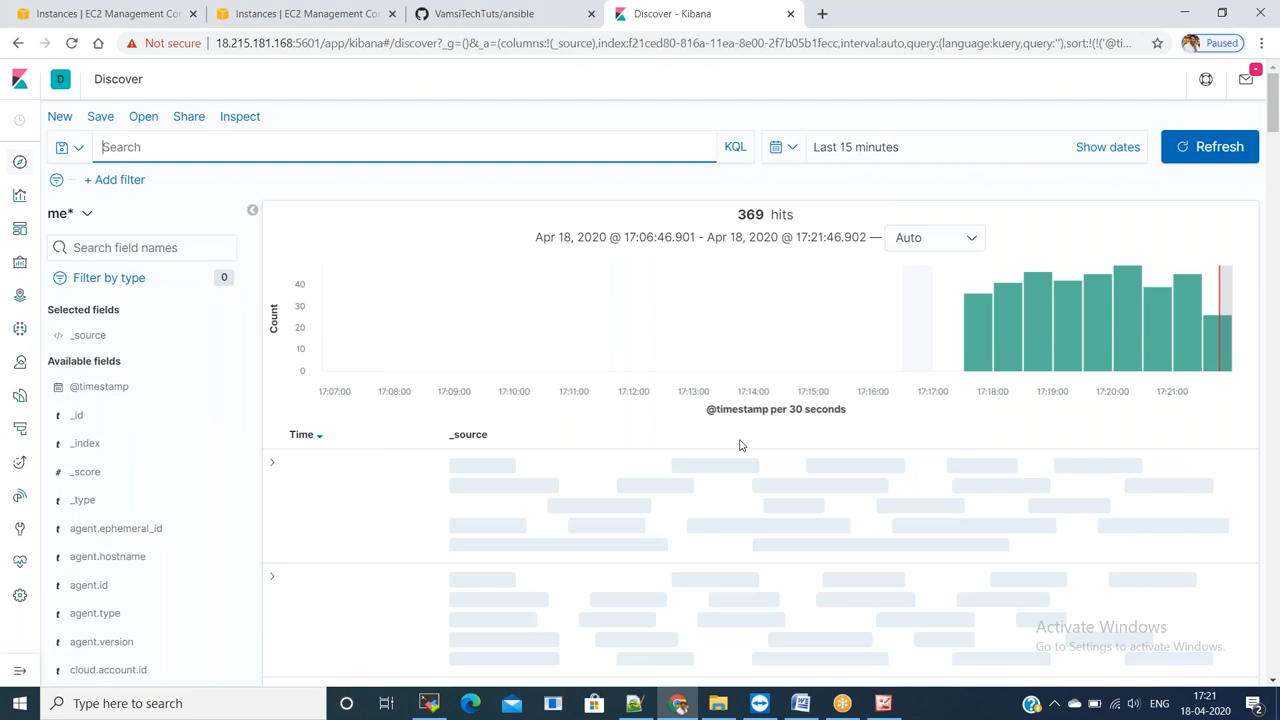 Instances | EC2 Management Con
Instances | EC2 Management Con
VamsiTechTuts/ansible
Discover - Kibana
Not secure
18.215.181.168:5601/app/kibana#/discover?_g=()&_a=(columns:!(_source),index:f21ced80-816a-11ea-8e00-2f7b05b1fecc,interval:auto,query:(language:kuery,query:''),sort:!(!('@ti...
Paused
D
Discover
New
Save
Open
Share
Inspect
Search
KQL
Last 15 minutes
Show dates
Refresh
+ Add filter
me*
Search field names
Filter by type
0
Selected fields
</> _source
Available fields
@timestamp
t _id
t _index
# _score
t _type
t agent.ephemeral_id
t agent.hostname
t agent.id
t agent.type
t agent.version
t cloud.account.id
369 hits
Apr 18, 2020 @ 17:06:46.901 - Apr 18, 2020 @ 17:21:46.902 —
Auto
Count
40
30
20
10
0
17:07:00
17:08:00
17:09:00
17:10:00
17:11:00
17:12:00
17:13:00
17:14:00
17:15:00
17:16:00
17:17:00
17:18:00
17:19:00
17:20:00
17:21:00
@timestamp per 30 seconds
Time
_source
Activate Windows
Go to Settings to activate Windows.
Type here to search
ENG
17:21
18-04-2020
2